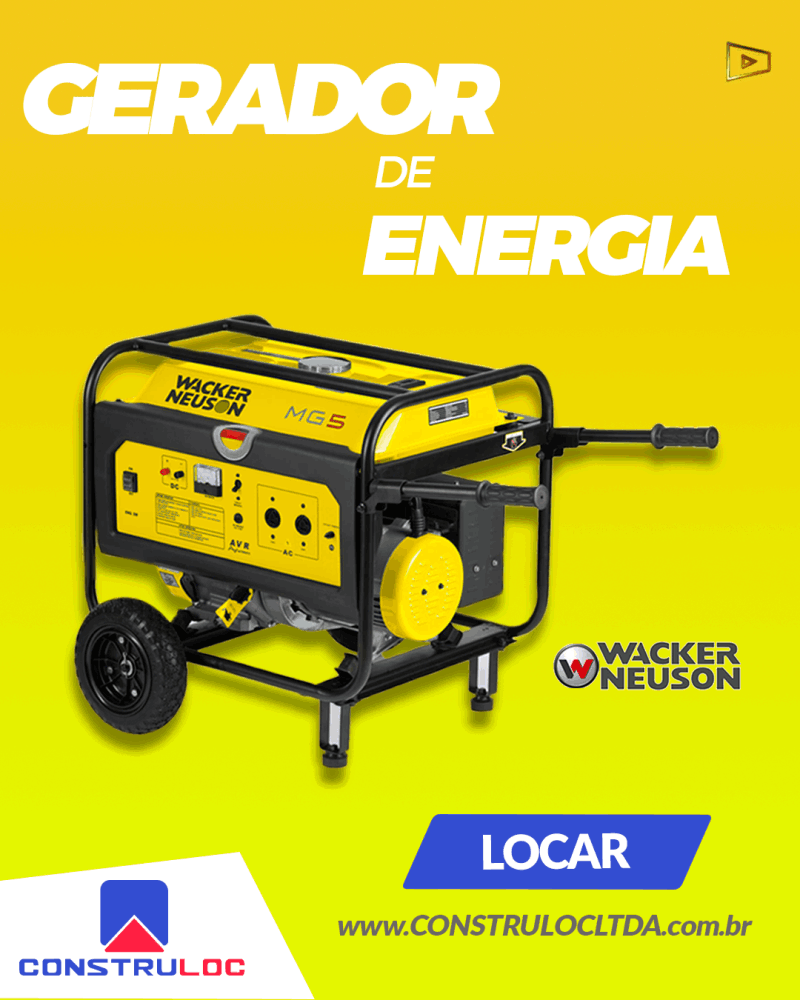 GERADOR
DE
ENERGIA
WACKER
NEUSON
MG5
DC
AVR
AC
WACKER
NEUSON
LOCAR
www.CONSTRULOCLTDA.com.br
CONSTRULOC